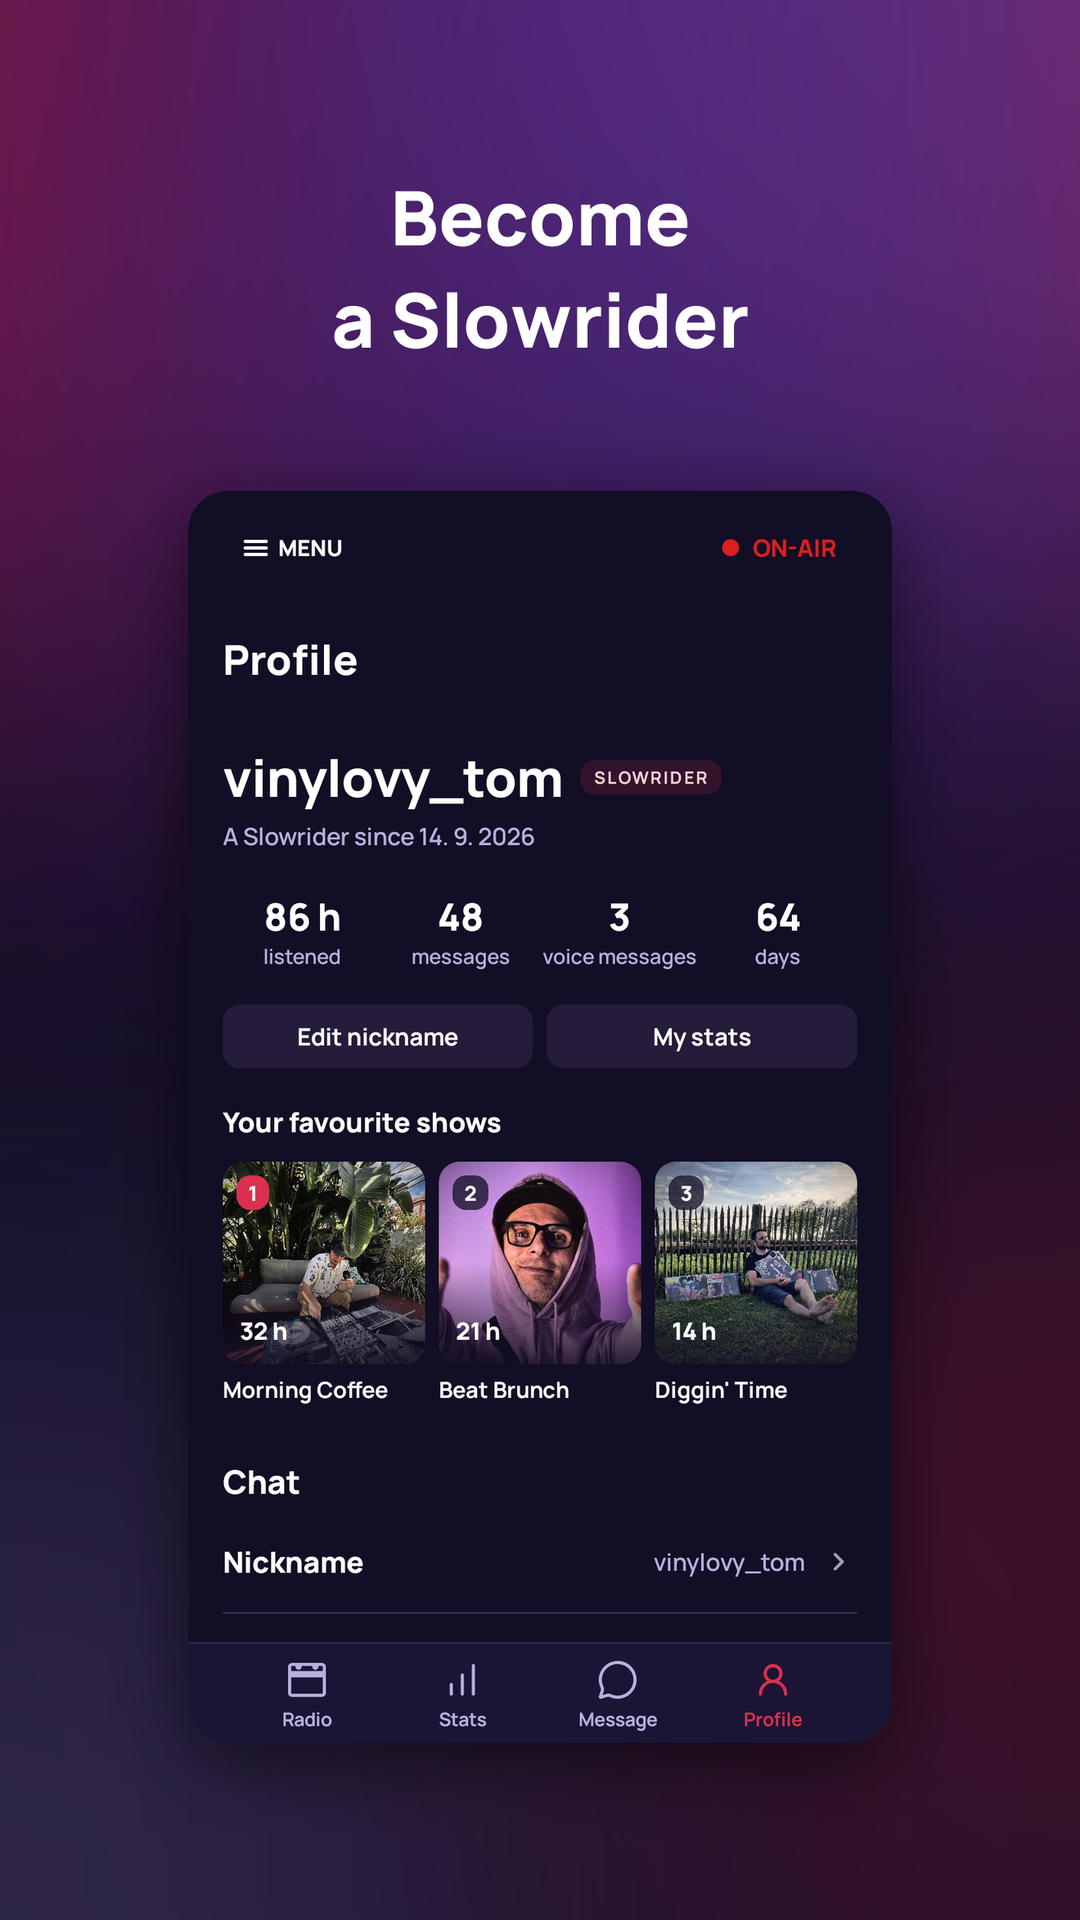 Become
a Slowrider
MENU
ON-AIR
Profile
vinylovy_tom SLOWRIDER
A Slowrider since 14. 9. 2026
86 h
listened
48
messages
3
voice messages
64
days
Edit nickname
My stats
Your favourite shows
1
32 h
Morning Coffee
2
21 h
Beat Brunch
3
14 h
Diggin' Time
Chat
Nickname
vinylovy_tom
Radio
Stats
Message
Profile